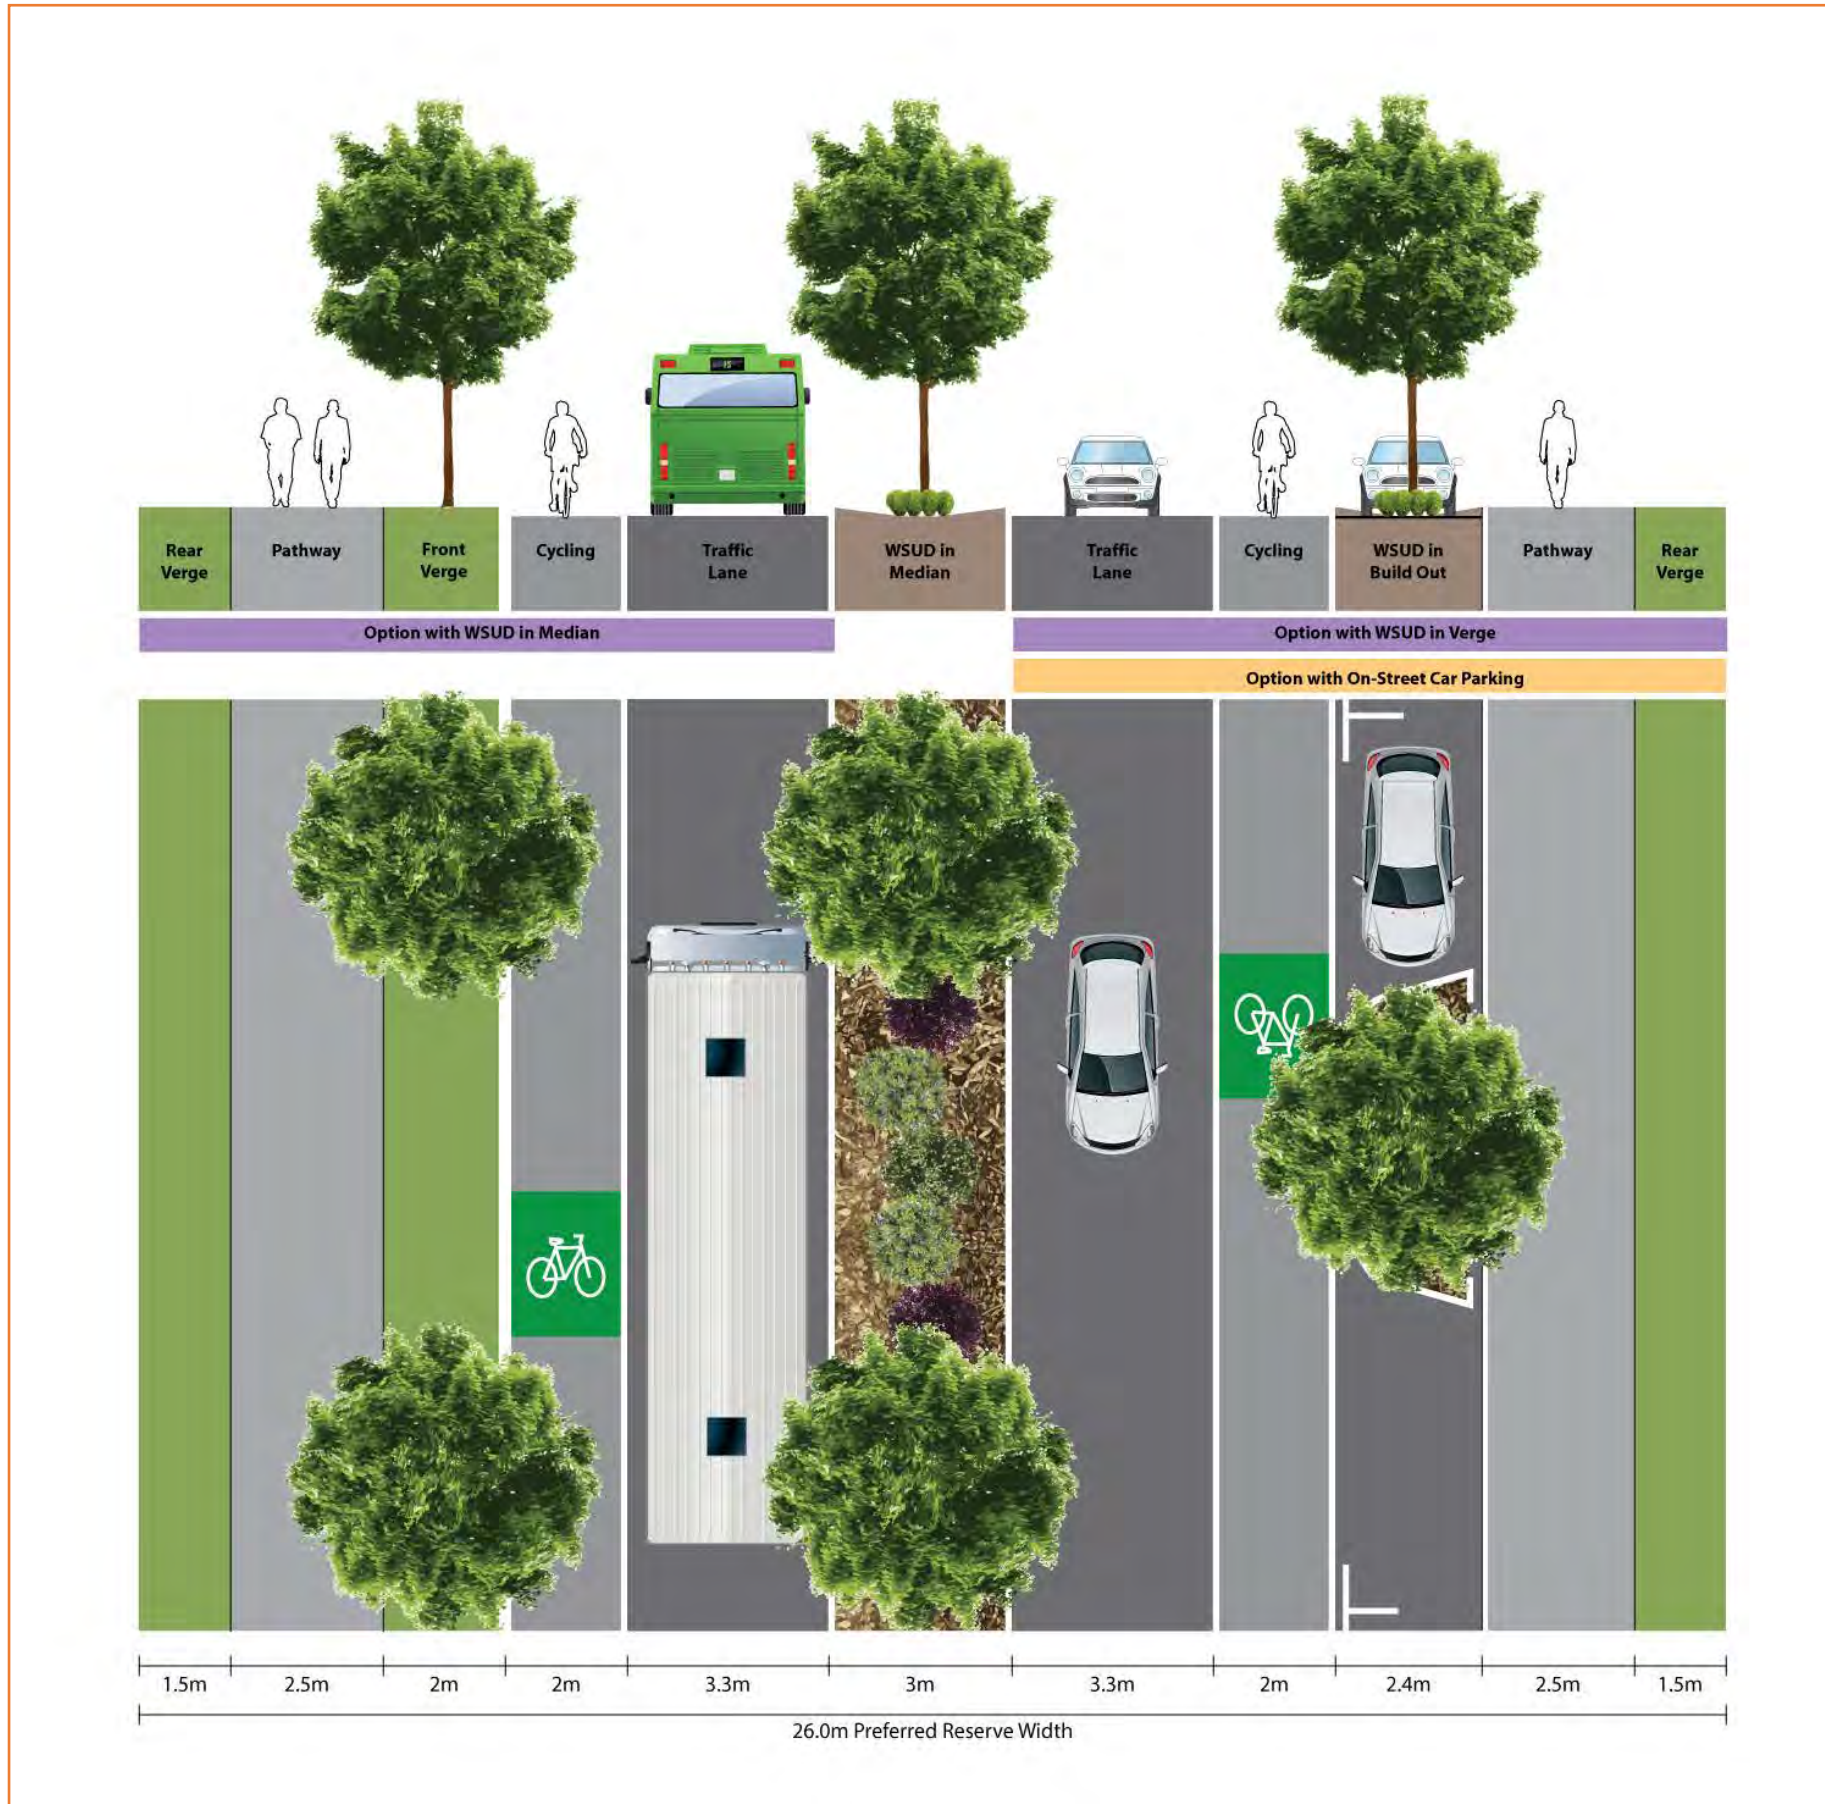 15
Rear
Verge
Pathway
Front
Verge
Cycling
Traffic
Lane
WSUD in
Median
Traffic
Lane
Cycling
WSUD in
Build Out
Pathway
Rear
Verge
Option with WSUD in Median
Option with WSUD in Verge
Option with On-Street Car Parking
1.5m
2.5m
2m
2m
3.3m
3m
3.3m
2m
2.4m
2.5m
1.5m
26.0m Preferred Reserve Width